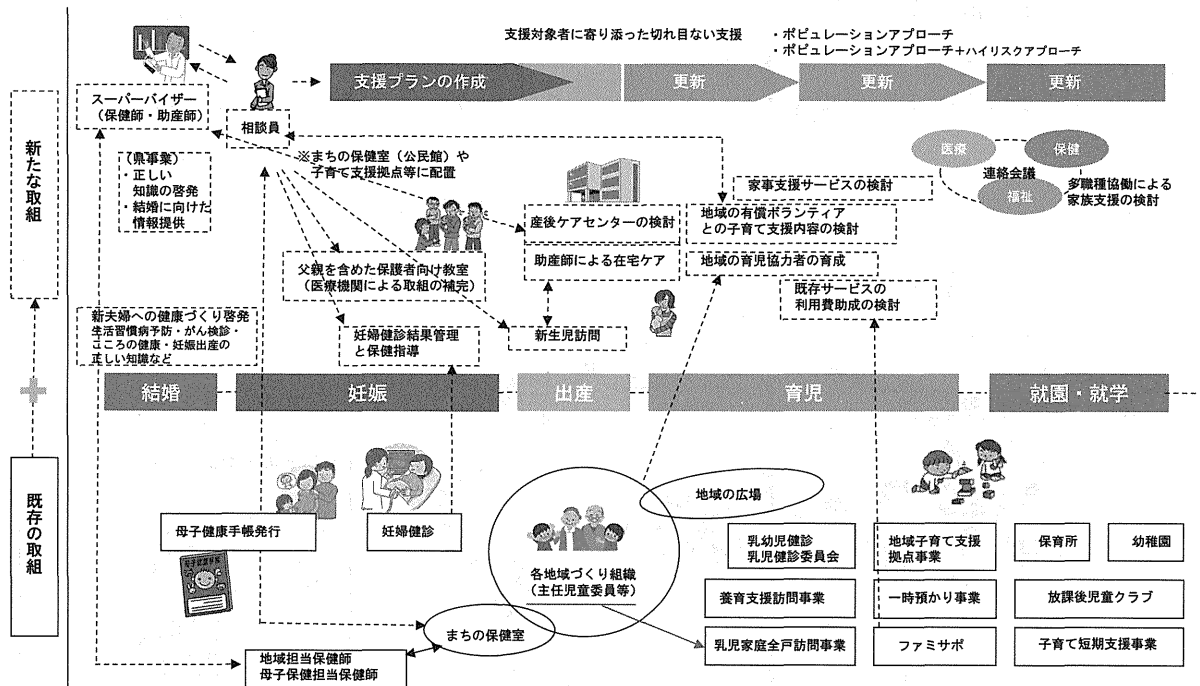 支援対象者に寄り添った切れ目ない支援
・ポピュレーションアプローチ
・ポピュレーションアプローチ+ハイリスクアプローチ
支援プランの作成
更新
更新
更新
新たな取組
スーパーバイザー
(保健師・助産師)
相談員
(県事業)
・正しい
知識の啓発
・結婚に向けた
情報提供
※まちの保健室(公民館)や
子育て支援拠点等に配置
医療
保健
連絡会議
福祉
多職種協働による
家族支援の検討
家事支援サービスの検討
産後ケアセンターの検討
地域の有償ボランティア
との子育て支援内容の検討
助産師による在宅ケア
地域の育児協力者の育成
父親を含めた保護者向け教室
(医療機関による取組の補完)
既存サービスの
利用費助成の検討
新夫婦への健康づくり啓発
生活習慣病予防・がん検診・
こころの健康・妊娠出産の
正しい知識など
妊婦健診結果管理
と保健指導
新生児訪問
結婚
妊娠
出産
育児
就園・就学
既存の取組
母子健康手帳発行
妊婦健診
母子健康手帳
地域の広場
各地域づくり組織
(主任児童委員等)
乳幼児健診
乳児健診委員会
地域子育て支援
拠点事業
保育所
幼稚園
養育支援訪問事業
一時預かり事業
放課後児童クラブ
まちの保健室
乳児家庭全戸訪問事業
ファミサポ
子育て短期支援事業
地域担当保健師
母子保健担当保健師